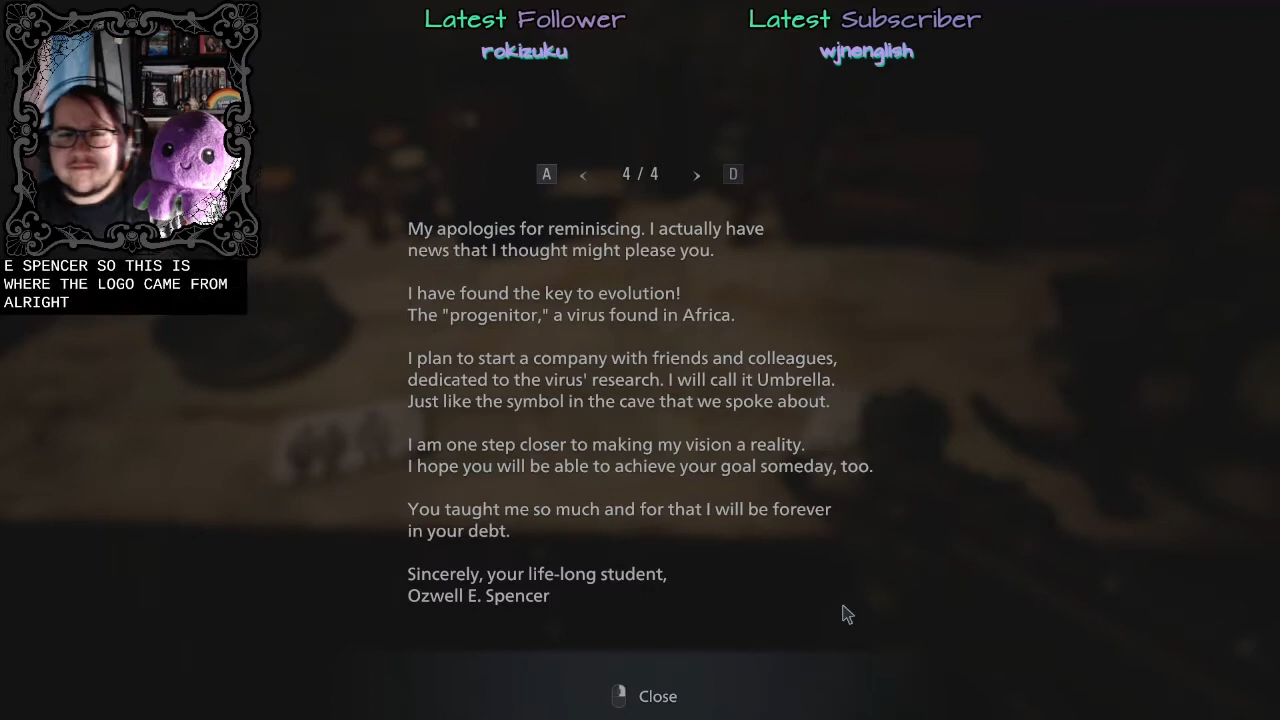 Latest Follower
rokizuku
Latest Subscriber
wjnenglish
E SPENCER SO THIS IS
WHERE THE LOGO CAME FROM
ALRIGHT
A < 4 / 4 > D
My apologies for reminiscing. I actually have
news that I thought might please you.
I have found the key to evolution!
The "progenitor," a virus found in Africa.
I plan to start a company with friends and colleagues,
dedicated to the virus' research. I will call it Umbrella.
Just like the symbol in the cave that we spoke about.
I am one step closer to making my vision a reality.
I hope you will be able to achieve your goal someday, too.
You taught me so much and for that I will be forever
in your debt.
Sincerely, your life-long student,
Ozwell E. Spencer
Close